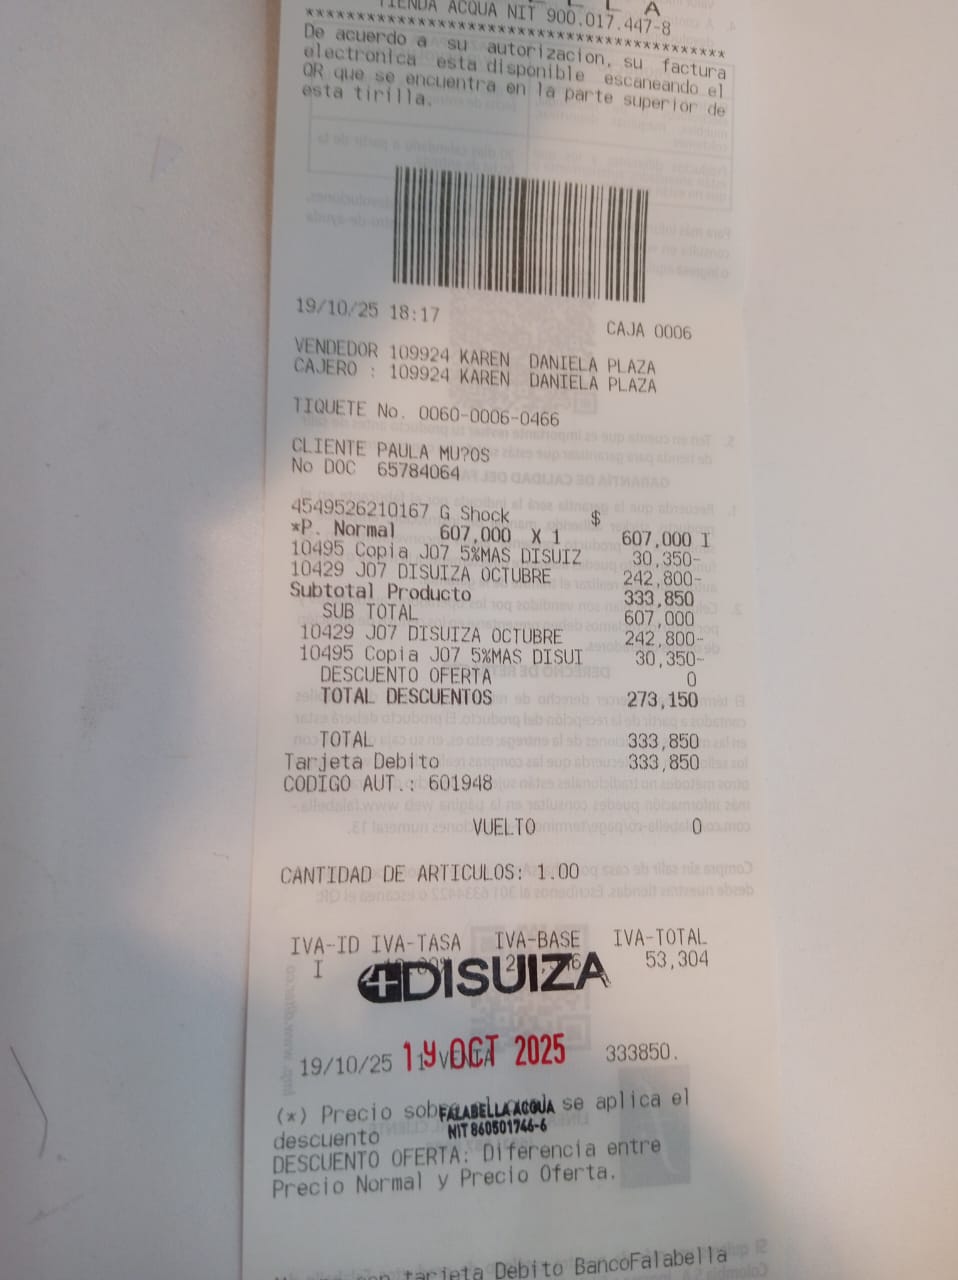 TIENDA ACQUA NIT 900.017.447-8
******************************************
De acuerdo a su autorizacion, su factura
electronica esta disponible escaneando el
QR que se encuentra en la parte superior de
esta tirilla.
19/10/25 18:17
CAJA 0006
VENDEDOR 109924 KAREN DANIELA PLAZA
CAJERO : 109924 KAREN DANIELA PLAZA
TIQUETE No. 0060-0006-0466
CLIENTE PAULA MU?OS
No DOC 65784064
4549526210167 G Shock $
*P. Normal 607,000 X 1 607,000 I
10495 Copia J07 5%MAS DISUIZ 30,350-
10429 J07 DISUIZA OCTUBRE 242,800-
Subtotal Producto 333,850
SUB TOTAL 607,000
10429 J07 DISUIZA OCTUBRE 242,800-
10495 Copia J07 5%MAS DISUI 30,350-
DESCUENTO OFERTA 0
TOTAL DESCUENTOS 273,150
TOTAL 333,850
Tarjeta Debito 333,850
CODIGO AUT.: 601948
VUELTO 0
CANTIDAD DE ARTICULOS: 1.00
IVA-ID IVA-TASA IVA-BASE IVA-TOTAL
I 53,304
DISUIZA
19/10/25 333850.
19 OCT 2025
(*) Precio se aplica el
FALABELLA ACQUA
descuento
NIT 860501746-6
DESCUENTO OFERTA: Diferencia entre
Precio Normal y Precio Oferta.
tarjeta Debito BancoFalabella